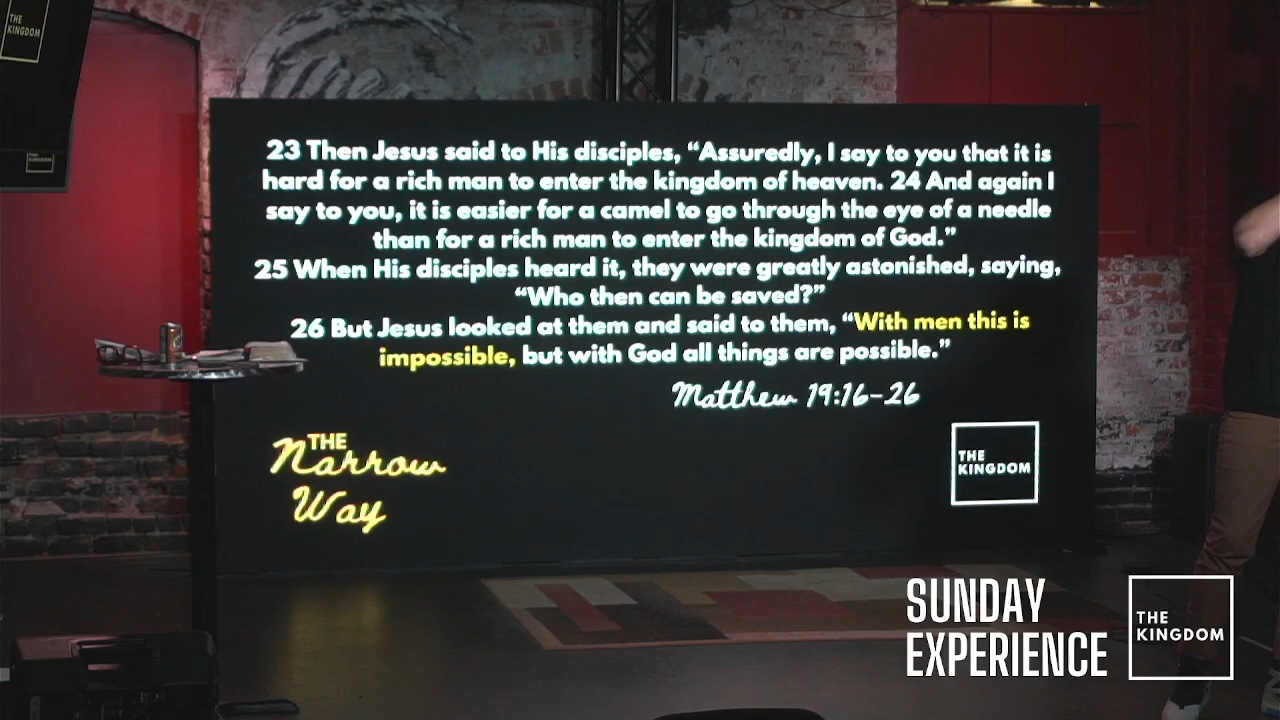 THE
KINGDOM
23 Then Jesus said to His disciples, “Assuredly, I say to you that it is
hard for a rich man to enter the kingdom of heaven. 24 And again I
say to you, it is easier for a camel to go through the eye of a needle
than for a rich man to enter the kingdom of God.”
25 When His disciples heard it, they were greatly astonished, saying,
“Who then can be saved?”
26 But Jesus looked at them and said to them, “With men this is
impossible, but with God all things are possible.”
Matthew 19:16-26
THE
Narrow
Way
THE
KINGDOM
SUNDAY
EXPERIENCE
THE
KINGDOM